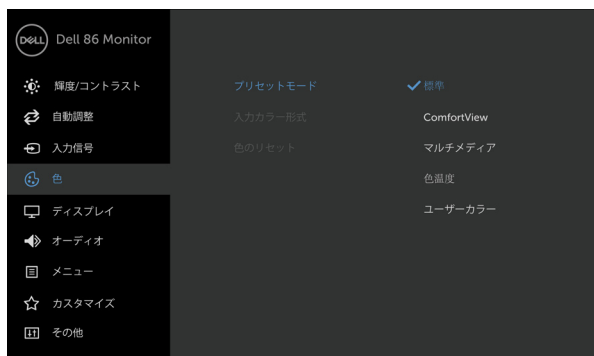 DELL Dell 86 Monitor
輝度/コントラスト
自動調整
入力信号
色
ディスプレイ
オーディオ
メニュー
カスタマイズ
その他
プリセットモード
入力カラー形式
色のリセット
標準
ComfortView
マルチメディア
色温度
ユーザーカラー